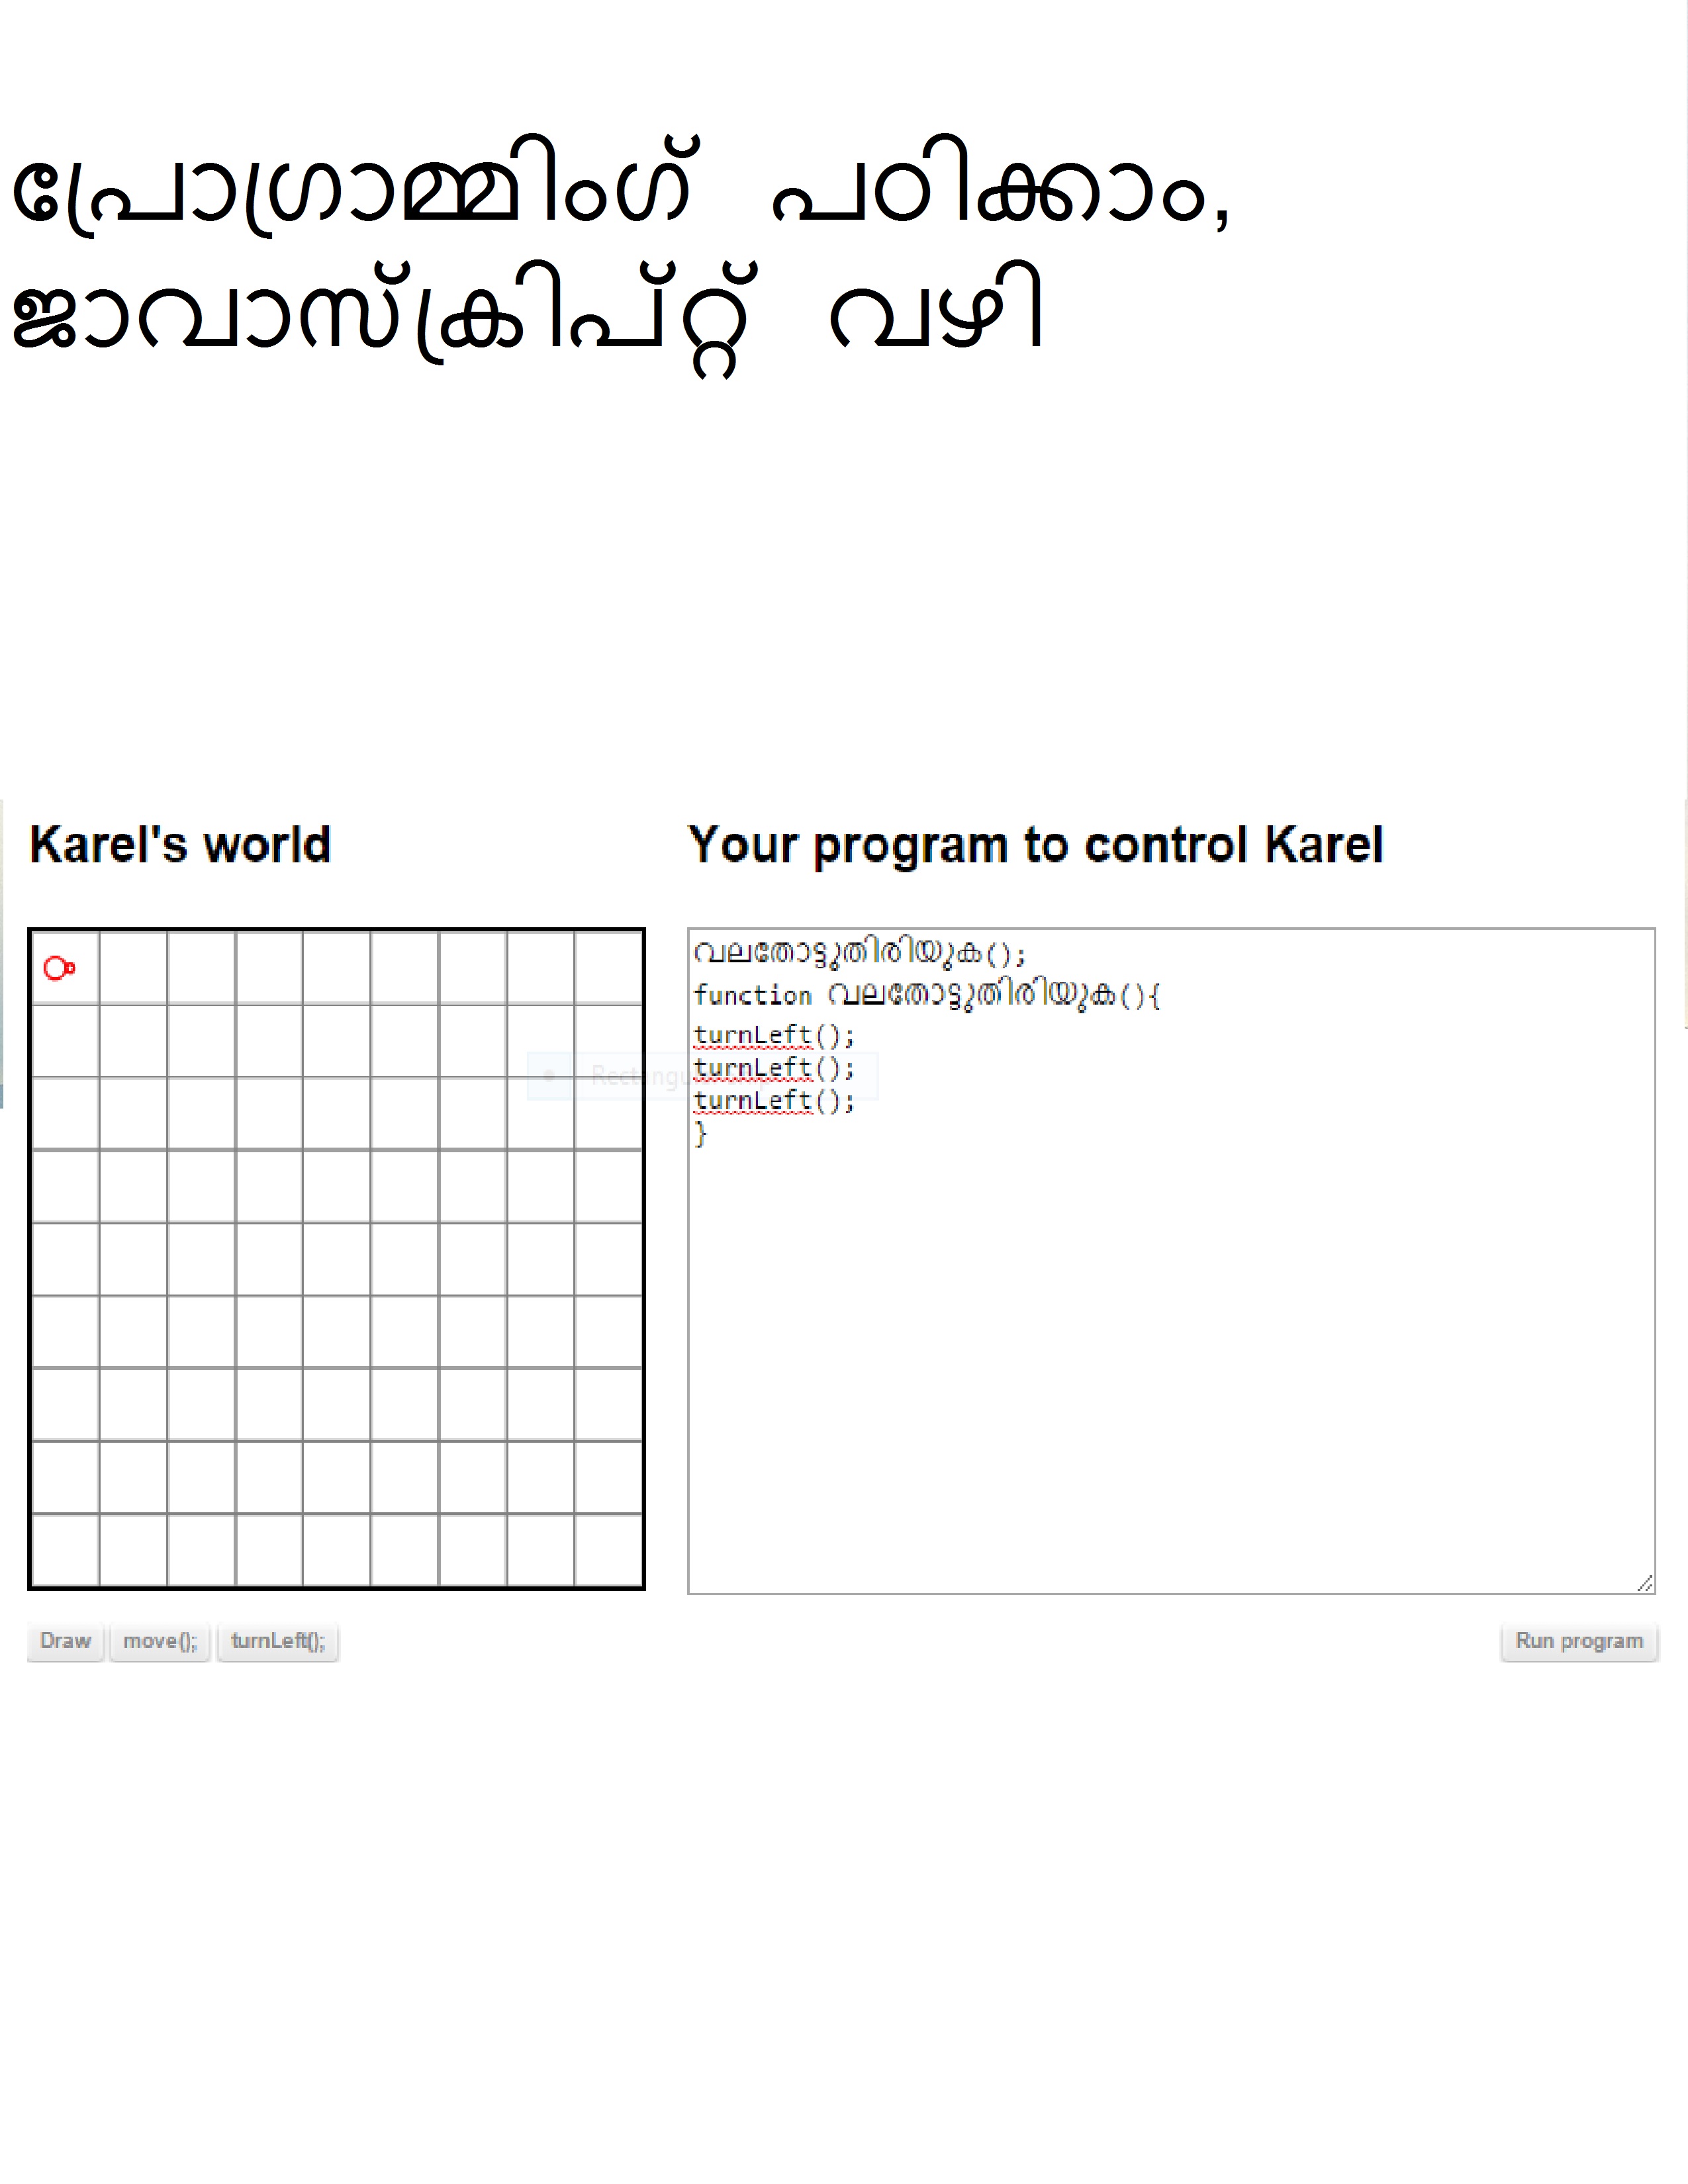 പ്രോഗ്രാമ്മിംഗ് പഠിക്കാം,
ജാവാസ്ക്രിപ്റ്റ് വഴി
Karel's world
Your program to control Karel
വലതോട്ടുതിരിയുക();
function വലതോട്ടുതിരിയുക(){
turnLeft();
turnLeft();
turnLeft();
}
Draw move(); turnLeft();
Run program